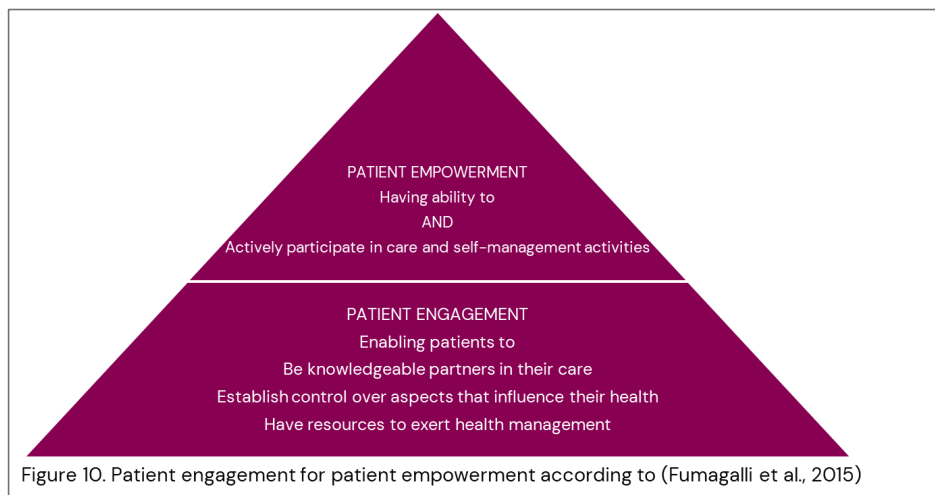 PATIENT EMPOWERMENT
Having ability to
AND
Actively participate in care and self-management activities
PATIENT ENGAGEMENT
Enabling patients to
Be knowledgeable partners in their care
Establish control over aspects that influence their health
Have resources to exert health management
Figure 10. Patient engagement for patient empowerment according to (Fumagalli et al., 2015)